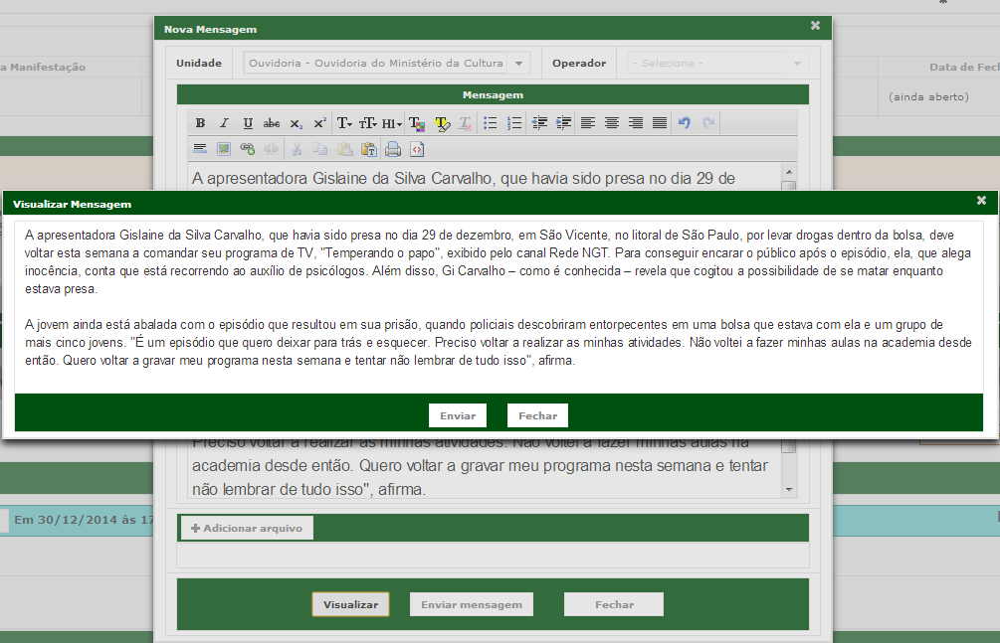 Nova Mensagem
Unidade Ouvidoria - Ouvidoria do Ministério da Cultura Operador - Selecione -
a Manifestação
Data de Fech
(ainda aberto)
Mensagem
B I U abc X₂ X² T T HI T T T
A apresentadora Gislaine da Silva Carvalho, que havia sido presa no dia 29 de
Visualizar Mensagem
A apresentadora Gislaine da Silva Carvalho, que havia sido presa no dia 29 de dezembro, em São Vicente, no litoral de São Paulo, por levar drogas dentro da bolsa, deve
voltar esta semana a comandar seu programa de TV, "Temperando o papo", exibido pelo canal Rede NGT. Para conseguir encarar o público após o episódio, ela, que alega
inocência, conta que está recorrendo ao auxílio de psicólogos. Além disso, Gi Carvalho – como é conhecida – revela que cogitou a possibilidade de se matar enquanto
estava presa.
A jovem ainda está abalada com o episódio que resultou em sua prisão, quando policiais descobriram entorpecentes em uma bolsa que estava com ela e um grupo de
mais cinco jovens. "É um episódio que quero deixar para trás e esquecer. Preciso voltar a realizar as minhas atividades. Não voltei a fazer minhas aulas na academia desde
então. Quero voltar a gravar meu programa nesta semana e tentar não lembrar de tudo isso", afirma.
Enviar Fechar
Preciso voltar a realizar as minhas atividades. Não voltei a fazer minhas aulas na
academia desde então. Quero voltar a gravar meu programa nesta semana e tentar
não lembrar de tudo isso", afirma.
Em 30/12/2014 às 17
Adicionar arquivo
Visualizar Enviar mensagem Fechar